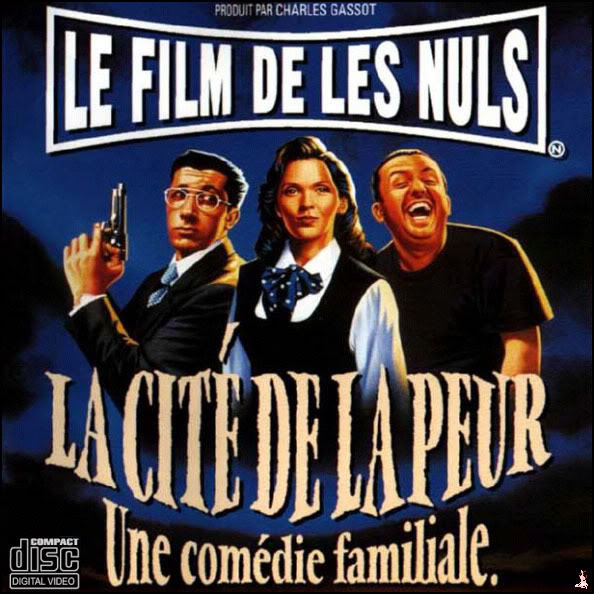 PRODUIT PAR CHARLES GASSOT
LE FILM DE LES NULS
N
LA CITÉ DE LA PEUR
Une comédie familiale.
COMPACT
disc
DIGITAL VIDEO